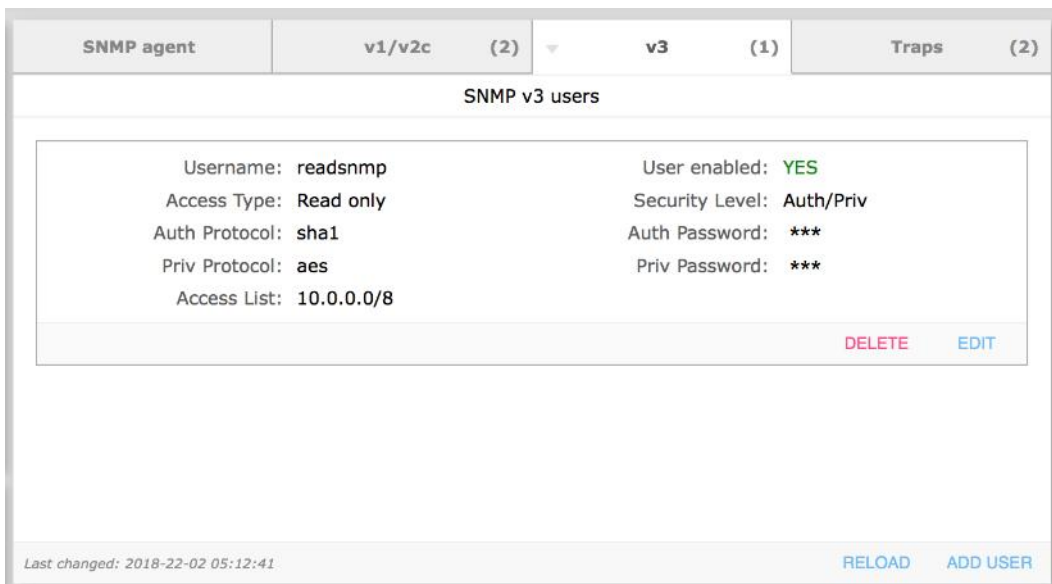 SNMP agent v1/v2c (2) v3 (1) Traps (2)
SNMP v3 users
Username: readsnmp User enabled: YES
Access Type: Read only Security Level: Auth/Priv
Auth Protocol: sha1 Auth Password: ***
Priv Protocol: aes Priv Password: ***
Access List: 10.0.0.0/8
DELETE EDIT
Last changed: 2018-22-02 05:12:41 RELOAD ADD USER